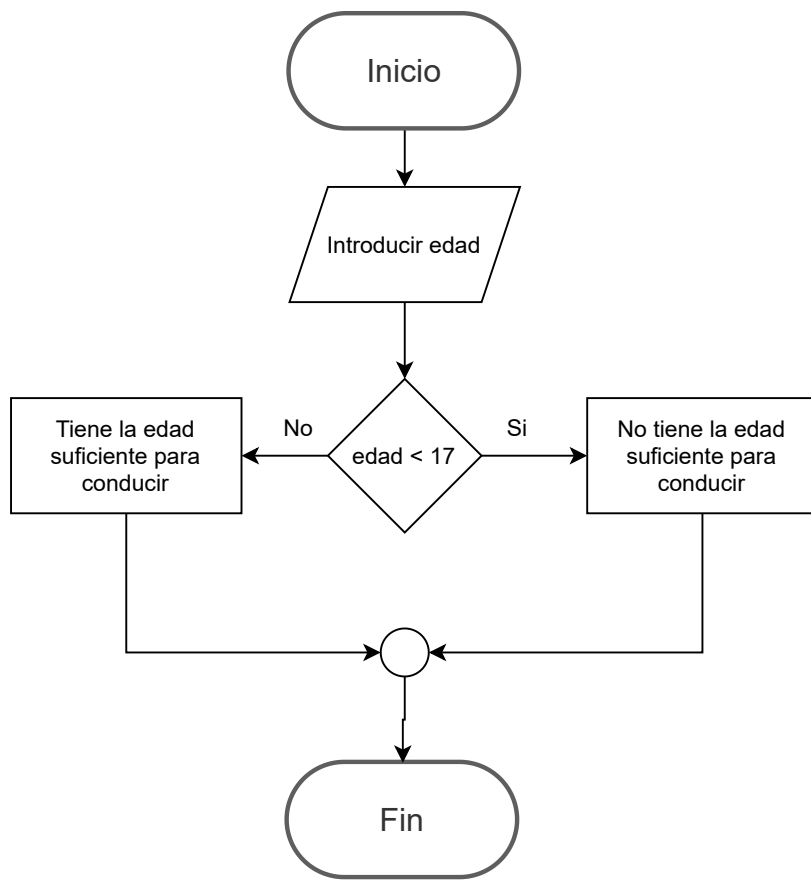 Inicio
Introducir edad
Tiene la edad
suficiente para
conducir
No
edad < 17
Si
No tiene la edad
suficiente para
conducir
Fin